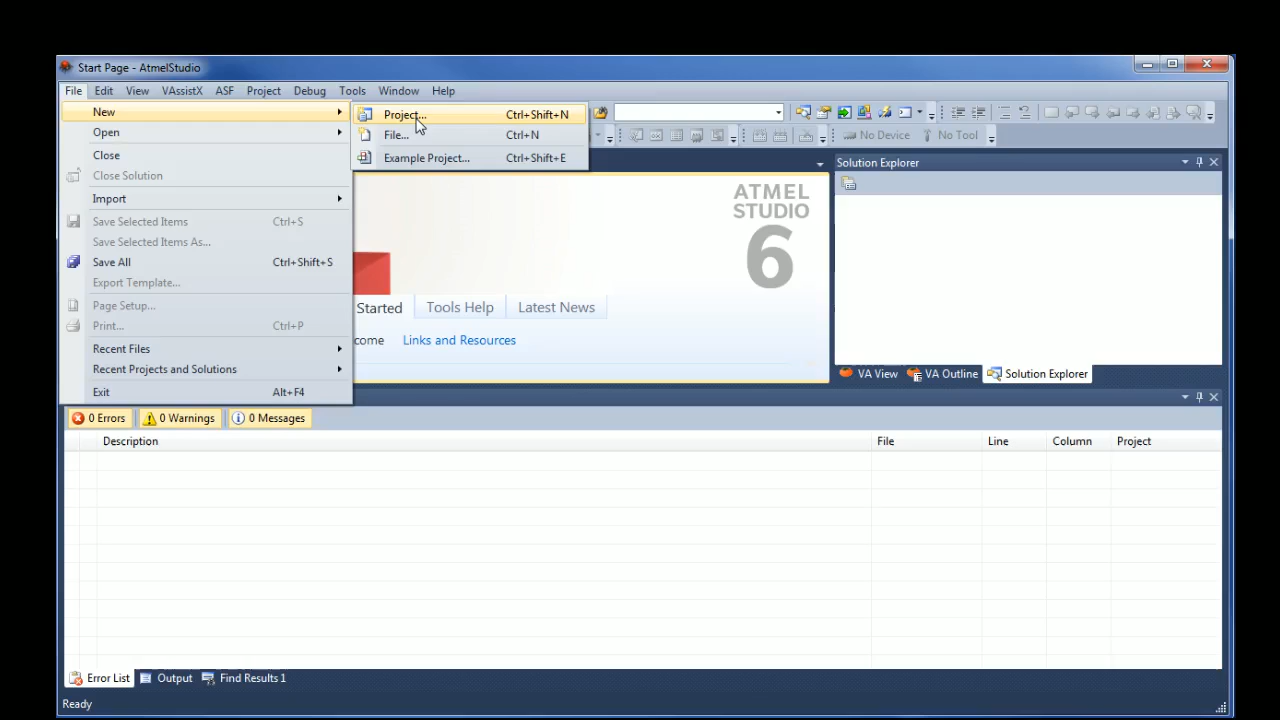 Start Page - AtmelStudio
File Edit View VAssistX ASF Project Debug Tools Window Help
New
Open
Close
Close Solution
Import
Save Selected Items Ctrl+S
Save Selected Items As...
Save All Ctrl+Shift+S
Export Template...
Page Setup...
Print... Ctrl+P
Recent Files
Recent Projects and Solutions
Exit Alt+F4
Project... Ctrl+Shift+N
File... Ctrl+N
Example Project... Ctrl+Shift+E
No Device No Tool
ATMEL
STUDIO
6
Started Tools Help Latest News
come Links and Resources
Solution Explorer
VA View VA Outline Solution Explorer
0 Errors 0 Warnings 0 Messages
Description File Line Column Project
Error List Output Find Results 1
Ready